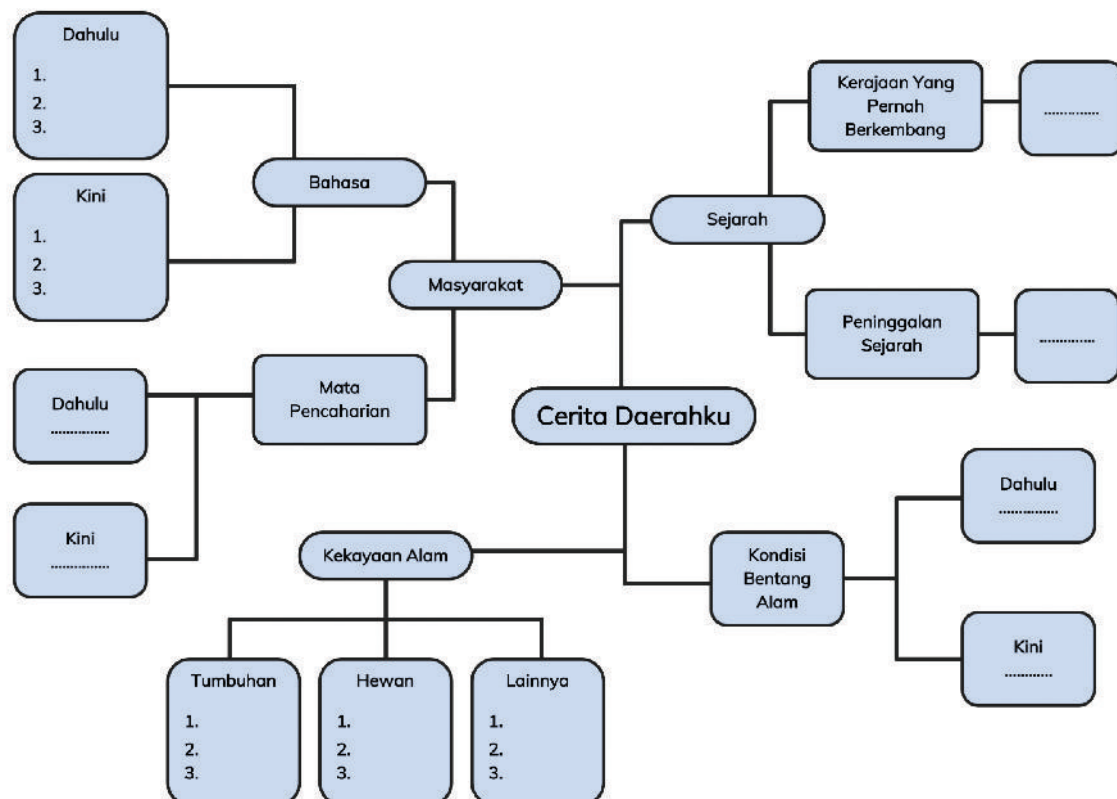 Dahulu
1.
2.
3.
Kini
1.
2.
3.
Bahasa
Masyarakat
Mata
Pencaharian
Dahulu
..............
Kini
..............
Sejarah
Kerajaan Yang
Pernah
Berkembang
..............
Peninggalan
Sejarah
..............
Cerita Daerahku
Kekayaan Alam
Tumbuhan
1.
2.
3.
Hewan
1.
2.
3.
Lainnya
1.
2.
3.
Kondisi
Bentang
Alam
Dahulu
..............
Kini
............